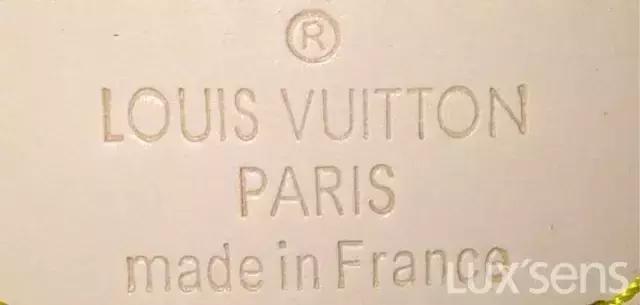 ®
LOUIS VUITTON
PARIS
made in France
LUX'sens